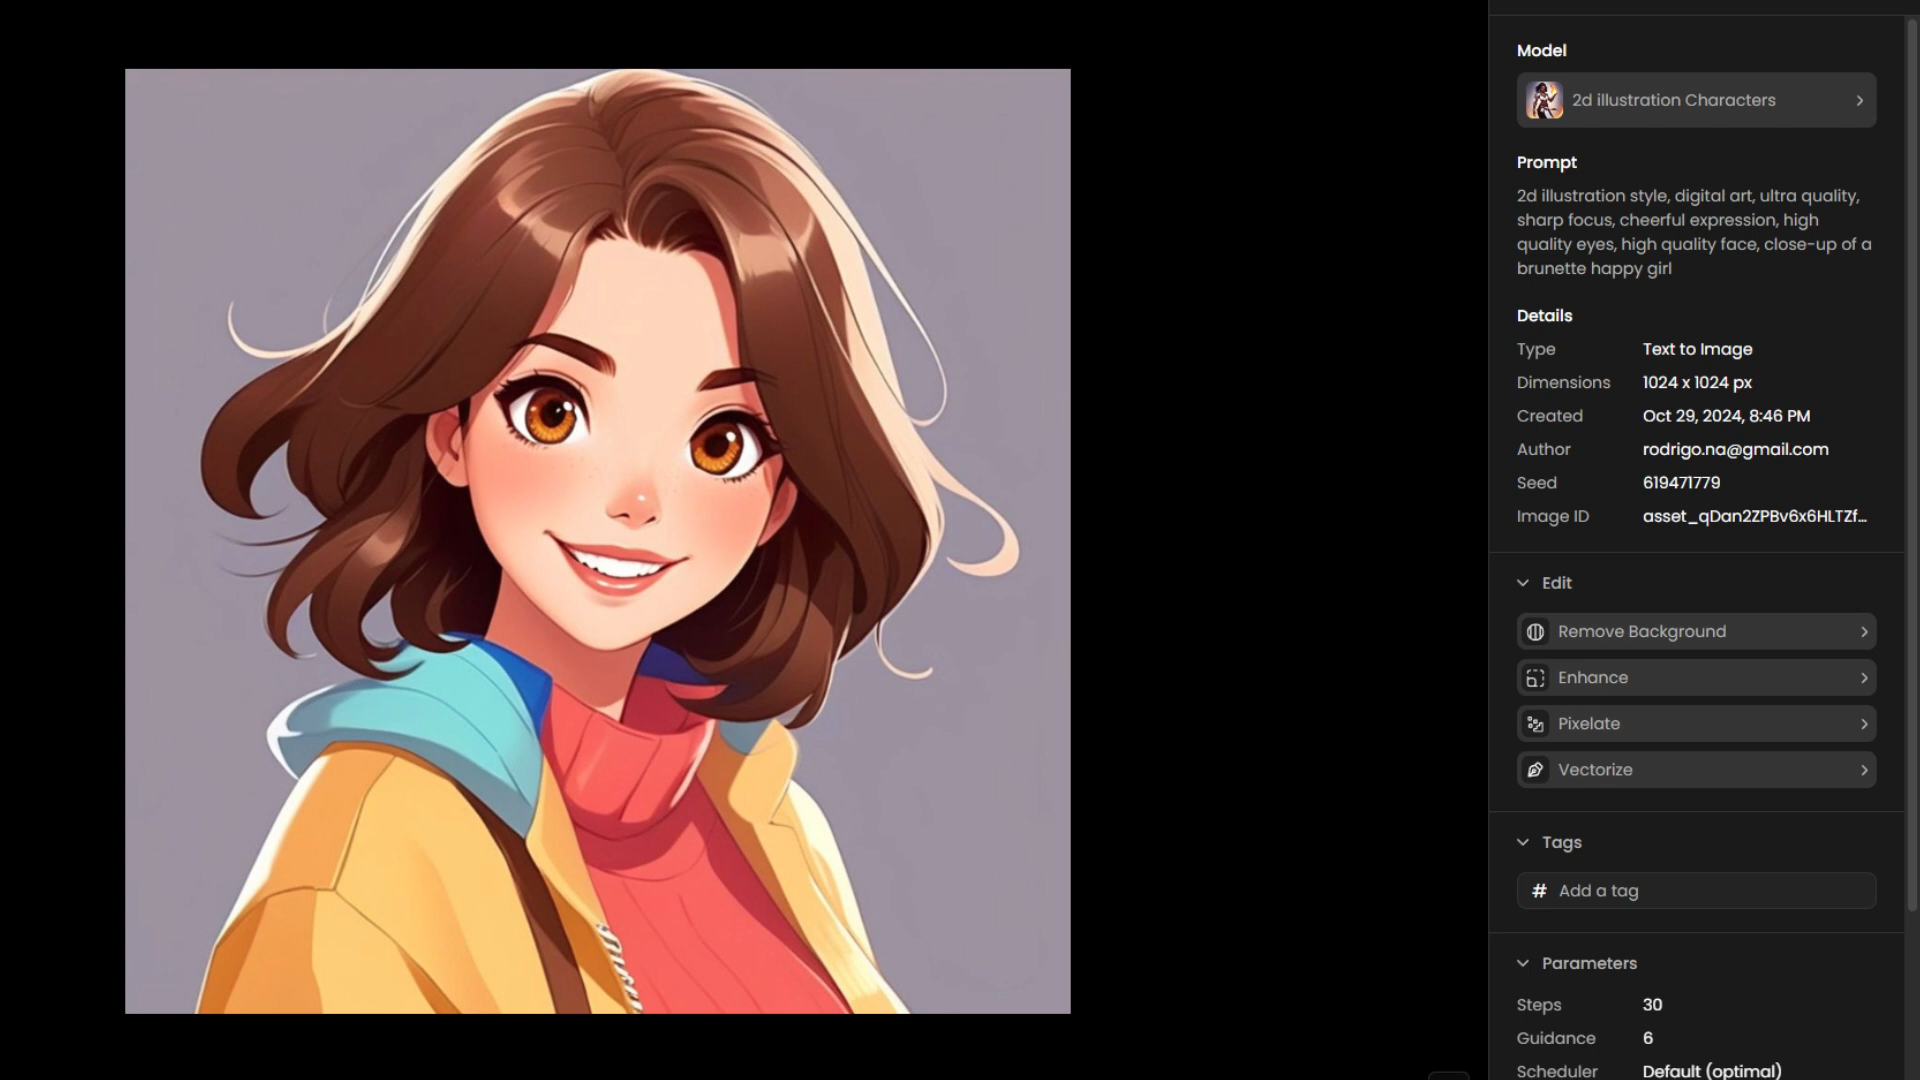 Model
2d illustration Characters
Prompt
2d illustration style, digital art, ultra quality,
sharp focus, cheerful expression, high
quality eyes, high quality face, close-up of a
brunette happy girl
Details
Type Text to Image
Dimensions 1024 x 1024 px
Created Oct 29, 2024, 8:46 PM
Author rodrigo.na@gmail.com
Seed 619471779
Image ID asset_qDan2ZPBv6x6HLTZf...
Edit
Remove Background
Enhance
Pixelate
Vectorize
Tags
# Add a tag
Parameters
Steps 30
Guidance 6
Scheduler Default (optimal)